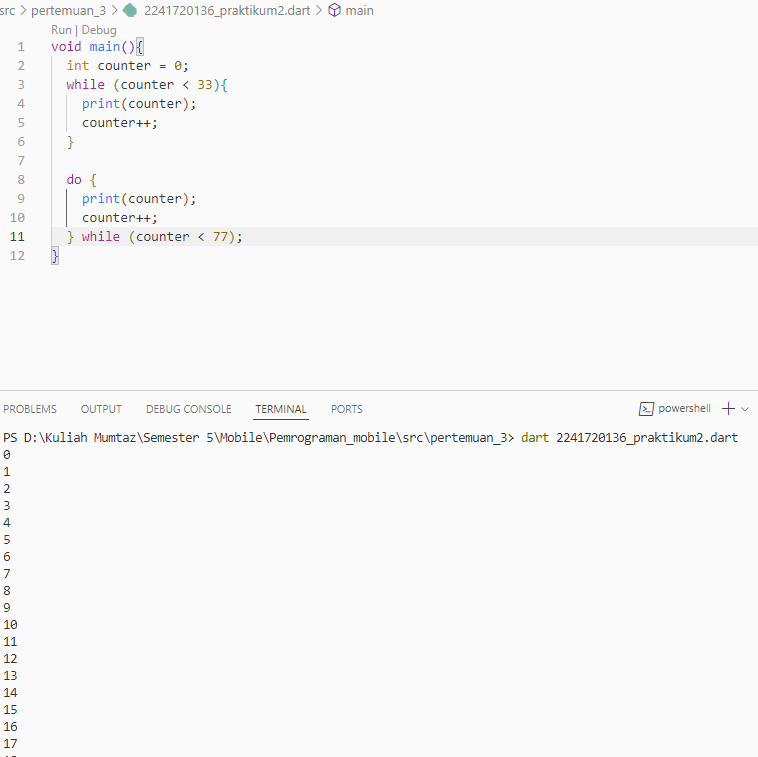 src > pertemuan_3 > 2241720136_praktikum2.dart > main
Run | Debug
1 void main(){
2 int counter = 0;
3 while (counter < 33){
4 print(counter);
5 counter++;
6 }
7
8 do {
9 print(counter);
10 counter++;
11 } while (counter < 77);
12 }
PROBLEMS OUTPUT DEBUG CONSOLE TERMINAL PORTS powershell
PS D:\Kuliah Mumtaz\Semester 5\Mobile\Pemrograman_mobile\src\pertemuan_3> dart 2241720136_praktikum2.dart
0
1
2
3
4
5
6
7
8
9
10
11
12
13
14
15
16
17